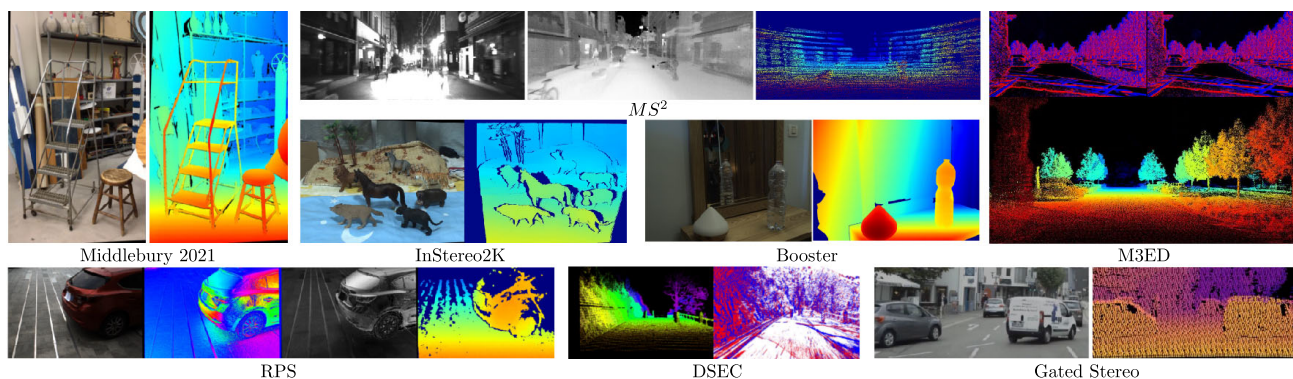 MS²
Middlebury 2021
InStereo2K
Booster
M3ED
RPS
DSEC
Gated Stereo